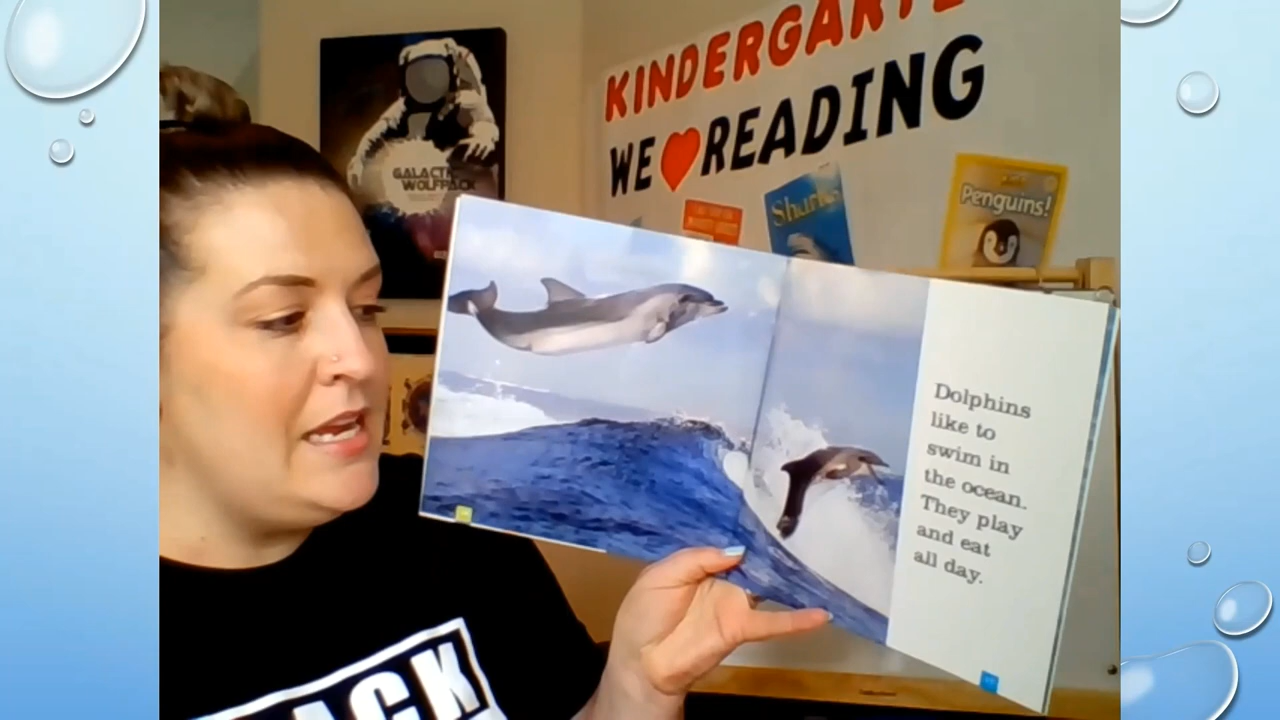 KINDERGARTE
WE ❤ READING
GALACTIC
WOLFPACK
Sharks
Penguins!
Dolphins
like to
swim in
the ocean.
They play
and eat
all day.
ACK